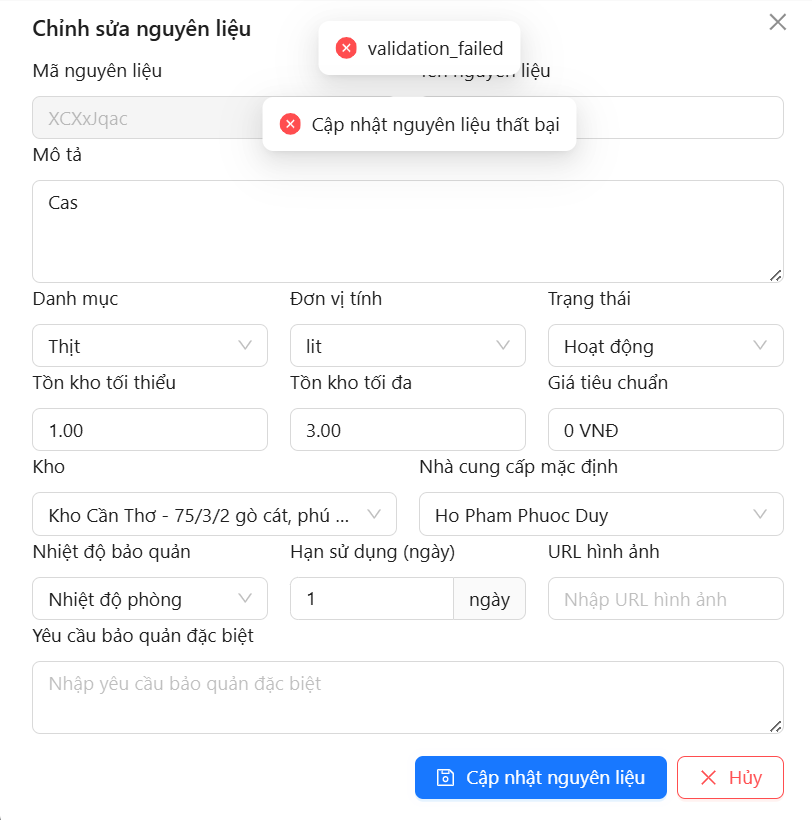 Chỉnh sửa nguyên liệu
validation_failed
Mã nguyên liệu
Tên nguyên liệu
XCXxJqac
Cập nhật nguyên liệu thất bại
Mô tả
Cas
Danh mục
Đơn vị tính
Trạng thái
Thịt
lit
Hoạt động
Tồn kho tối thiểu
Tồn kho tối đa
Giá tiêu chuẩn
1.00
3.00
0 VNĐ
Kho
Nhà cung cấp mặc định
Kho Cần Thơ - 75/3/2 gò cát, phú ...
Ho Pham Phuoc Duy
Nhiệt độ bảo quản
Hạn sử dụng (ngày)
URL hình ảnh
Nhiệt độ phòng
1
ngày
Nhập URL hình ảnh
Yêu cầu bảo quản đặc biệt
Nhập yêu cầu bảo quản đặc biệt
Cập nhật nguyên liệu
Hủy